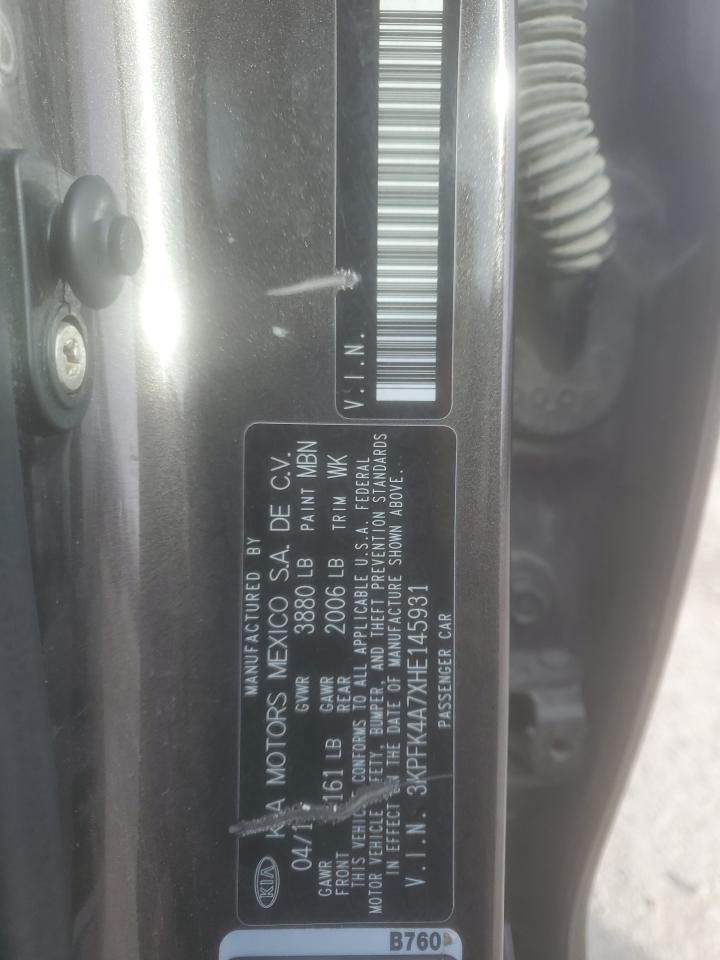 V.I.N.
MANUFACTURED BY
KIA KIA MOTORS MEXICO S.A. DE C.V.
GVWR 3880 LB PAINT MBN
GAWR FRONT 161 LB GAWR REAR 2006 LB TRIM WK
THIS VEHICLE CONFORMS TO ALL APPLICABLE U.S.A. FEDERAL
MOTOR VEHICLE SAFETY, BUMPER, AND THEFT PREVENTION STANDARDS
IN EFFECT ON THE DATE OF MANUFACTURE SHOWN ABOVE.
V.I.N. 3KPFK4A7XHE145931
PASSENGER CAR
B760